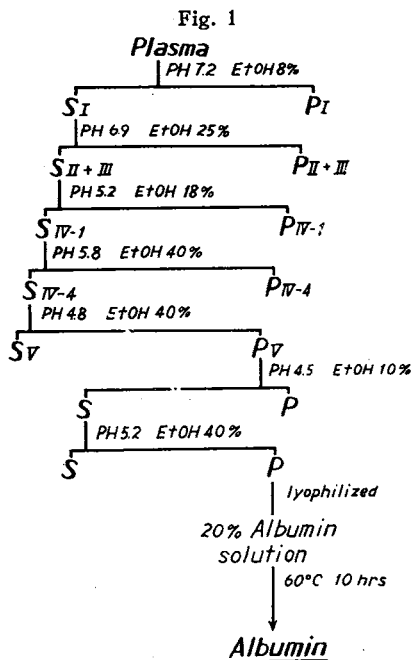 Fig. 1
Plasma
PH 7.2 EtOH 8%
SI PI
PH 6.9 EtOH 25%
SII + III PII + III
PH 5.2 EtOH 18%
SIV-1 PIV-1
PH 5.8 EtOH 40%
SIV-4 PIV-4
PH 4.8 EtOH 40%
SV PV
PH 4.5 EtOH 10%
S P
PH 5.2 EtOH 40%
S P
lyophilized
20% Albumin
solution
60°C 10 hrs
Albumin